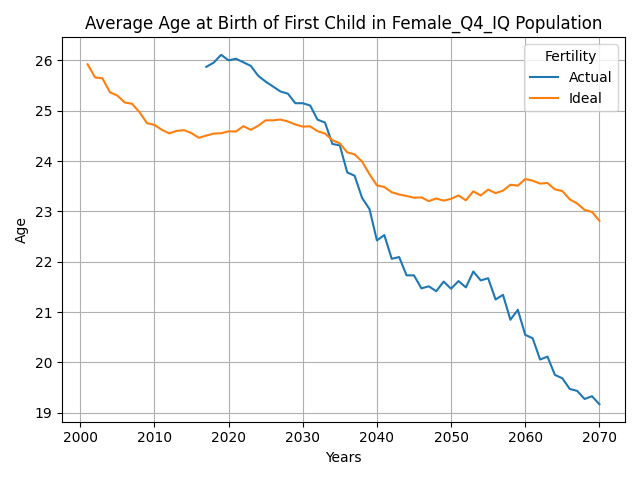 Average Age at Birth of First Child in Female_Q4_IQ Population
Fertility
Actual
Ideal
26
25
24
23
22
21
20
19
Age
2000
2010
2020
2030
2040
2050
2060
2070
Years